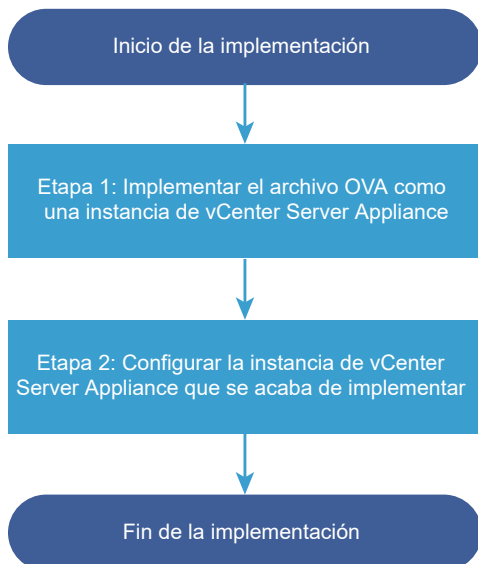 Inicio de la implementación
Etapa 1: Implementar el archivo OVA como
una instancia de vCenter Server Appliance
Etapa 2: Configurar la instancia de vCenter
Server Appliance que se acaba de implementar
Fin de la implementación